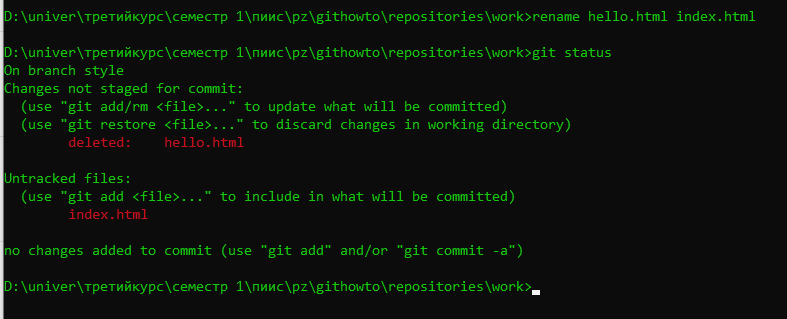 D:\univer\третийкурс\семестр 1\пиис\pz\githowto\repositories\work>rename hello.html index.html
D:\univer\третийкурс\семестр 1\пиис\pz\githowto\repositories\work>git status
On branch style
Changes not staged for commit:
  (use "git add/rm <file>..." to update what will be committed)
  (use "git restore <file>..." to discard changes in working directory)
        deleted:    hello.html
Untracked files:
  (use "git add <file>..." to include in what will be committed)
        index.html
no changes added to commit (use "git add" and/or "git commit -a")
D:\univer\третийкурс\семестр 1\пиис\pz\githowto\repositories\work>